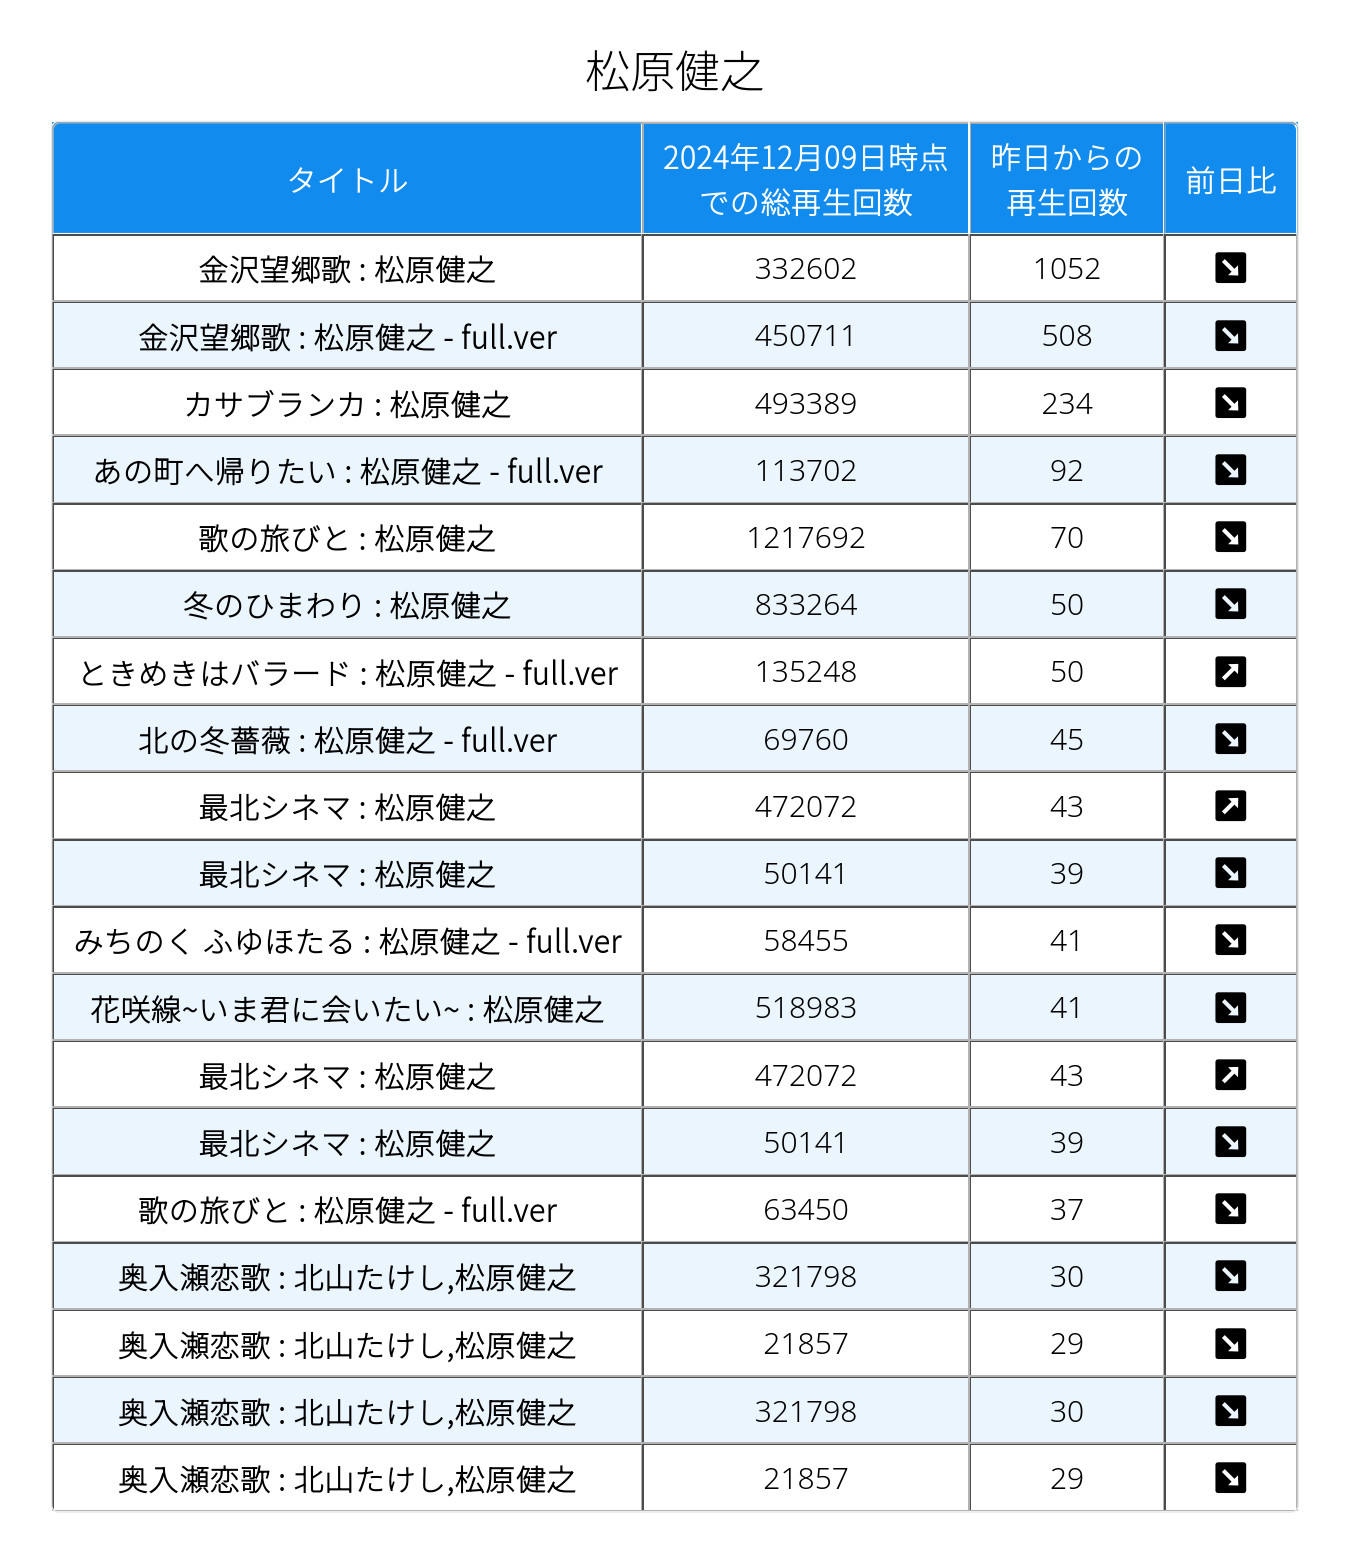 松原健之
タイトル
2024年12月09日時点
での総再生回数
昨日からの
再生回数
前日比
金沢望郷歌 : 松原健之 332602 1052
金沢望郷歌 : 松原健之 - full.ver 450711 508
カサブランカ : 松原健之 493389 234
あの町へ帰りたい : 松原健之 - full.ver 113702 92
歌の旅びと : 松原健之 1217692 70
冬のひまわり : 松原健之 833264 50
ときめきはバラード : 松原健之 - full.ver 135248 50
北の冬薔薇 : 松原健之 - full.ver 69760 45
最北シネマ : 松原健之 472072 43
最北シネマ : 松原健之 50141 39
みちのく ふゆほたる : 松原健之 - full.ver 58455 41
花咲線~いま君に会いたい~ : 松原健之 518983 41
最北シネマ : 松原健之 472072 43
最北シネマ : 松原健之 50141 39
歌の旅びと : 松原健之 - full.ver 63450 37
奥入瀬恋歌 : 北山たけし,松原健之 321798 30
奥入瀬恋歌 : 北山たけし,松原健之 21857 29
奥入瀬恋歌 : 北山たけし,松原健之 321798 30
奥入瀬恋歌 : 北山たけし,松原健之 21857 29